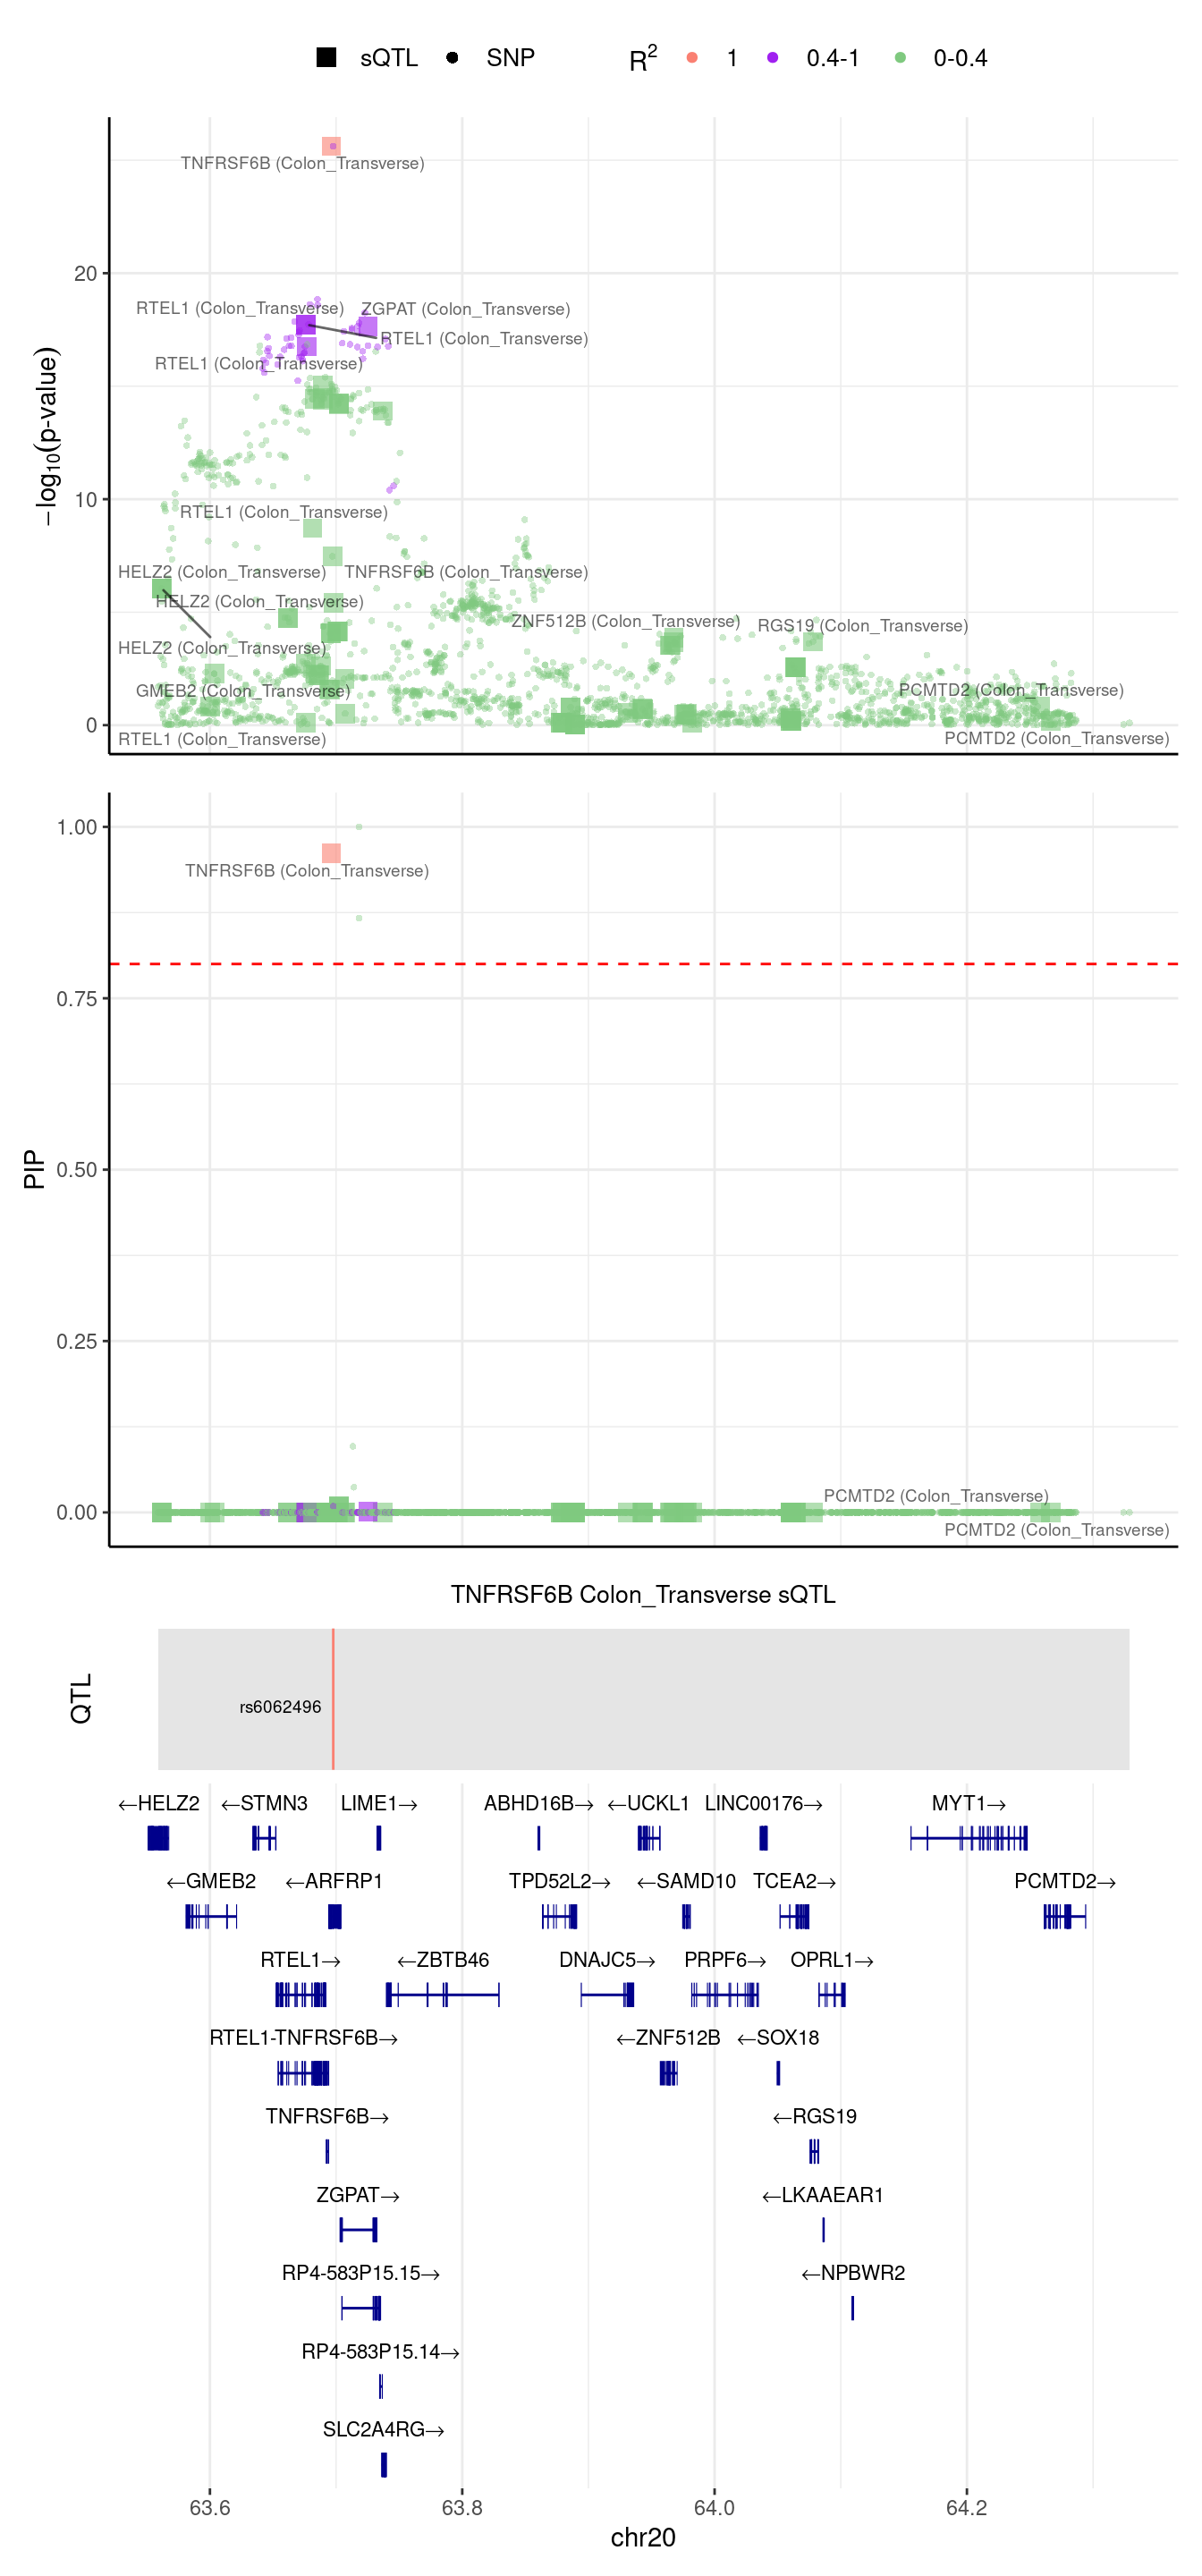 sQTL SNP R2 1 0.4-1 0-0.4
TNFRSF6B (Colon_Transverse)
20
RTEL1 (Colon_Transverse) ZGPAT (Colon_Transverse)
RTEL1 (Colon_Transverse)
RTEL1 (Colon_Transverse)
−log10(p-value)
10
RTEL1 (Colon_Transverse)
HELZ2 (Colon_Transverse) TNFRSF6B (Colon_Transverse)
HELZ2 (Colon_Transverse)
ZNF512B (Colon_Transverse) RGS19 (Colon_Transverse)
HELZ2 (Colon_Transverse)
GMEB2 (Colon_Transverse) PCMTD2 (Colon_Transverse)
0
RTEL1 (Colon_Transverse) PCMTD2 (Colon_Transverse)
1.00
TNFRSF6B (Colon_Transverse)
0.75
PIP
0.50
0.25
PCMTD2 (Colon_Transverse)
0.00
PCMTD2 (Colon_Transverse)
TNFRSF6B Colon_Transverse sQTL
QTL
rs6062496
←HELZ2 ←STMN3 LIME1→ ABHD16B→ ←UCKL1 LINC00176→ MYT1→
←GMEB2 ←ARFRP1 TPD52L2→ ←SAMD10 TCEA2→ PCMTD2→
RTEL1→ ←ZBTB46 DNAJC5→ PRPF6→ OPRL1→
RTEL1-TNFRSF6B→ ←ZNF512B ←SOX18
TNFRSF6B→ ←RGS19
ZGPAT→ ←LKAAEAR1
RP4-583P15.15→ ←NPBWR2
RP4-583P15.14→
SLC2A4RG→
63.6 63.8 64.0 64.2
chr20